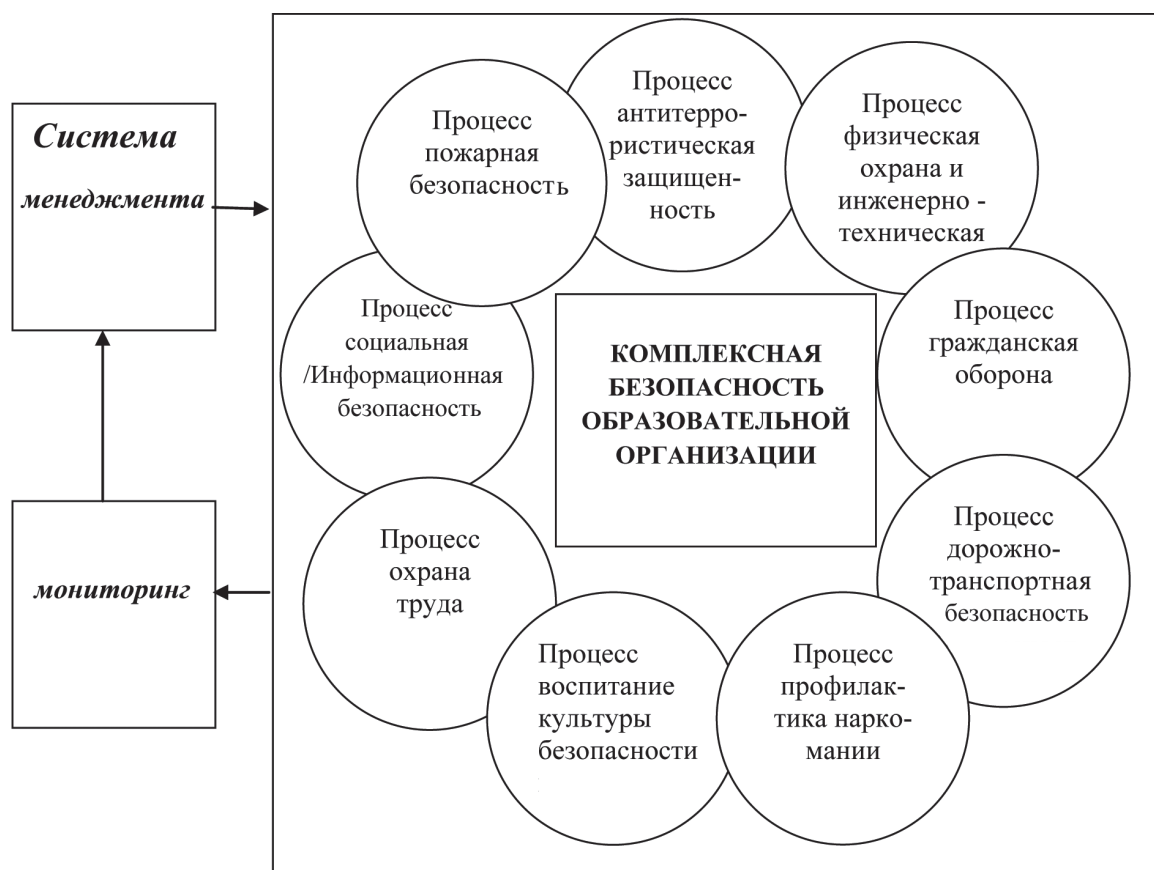 Система
менеджмента
мониторинг
Процесс
пожарная
безопасность
Процесс
антитерро-
ристическая
защищен-
ность
Процесс
физическая
охрана и
инженерно -
техническая
Процесс
гражданская
оборона
Процесс
дорожно-
транспортная
безопасность
Процесс
профилак-
тика нарко-
мании
Процесс
воспитание
культуры
безопасности
Процесс
охрана
труда
Процесс
социальная
/Информационная
безопасность
КОМПЛЕКСНАЯ
БЕЗОПАСНОСТЬ
ОБРАЗОВАТЕЛЬНОЙ
ОРГАНИЗАЦИИ